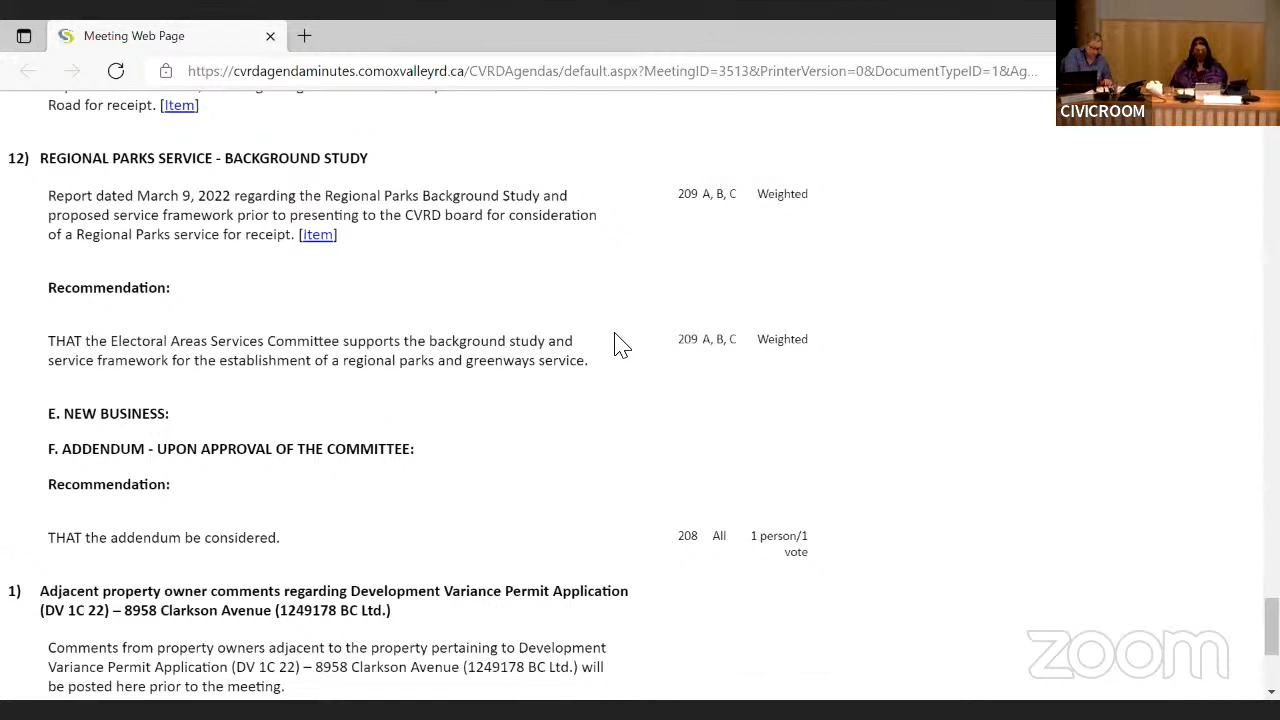 Meeting Web Page
https://cvrdagendaminutes.comoxvalleyrd.ca/CVRDAgendas/default.aspx?MeetingID=3513&PrinterVersion=0&DocumentTypeID=1&Ag...
CIVICROOM
Road for receipt. [Item]
12) REGIONAL PARKS SERVICE - BACKGROUND STUDY
Report dated March 9, 2022 regarding the Regional Parks Background Study and 209 A, B, C Weighted
proposed service framework prior to presenting to the CVRD board for consideration
of a Regional Parks service for receipt. [Item]
Recommendation:
THAT the Electoral Areas Services Committee supports the background study and 209 A, B, C Weighted
service framework for the establishment of a regional parks and greenways service.
E. NEW BUSINESS:
F. ADDENDUM - UPON APPROVAL OF THE COMMITTEE:
Recommendation:
THAT the addendum be considered. 208 All 1 person/1
vote
1) Adjacent property owner comments regarding Development Variance Permit Application
(DV 1C 22) – 8958 Clarkson Avenue (1249178 BC Ltd.)
Comments from property owners adjacent to the property pertaining to Development
Variance Permit Application (DV 1C 22) – 8958 Clarkson Avenue (1249178 BC Ltd.) will
be posted here prior to the meeting.
zoom